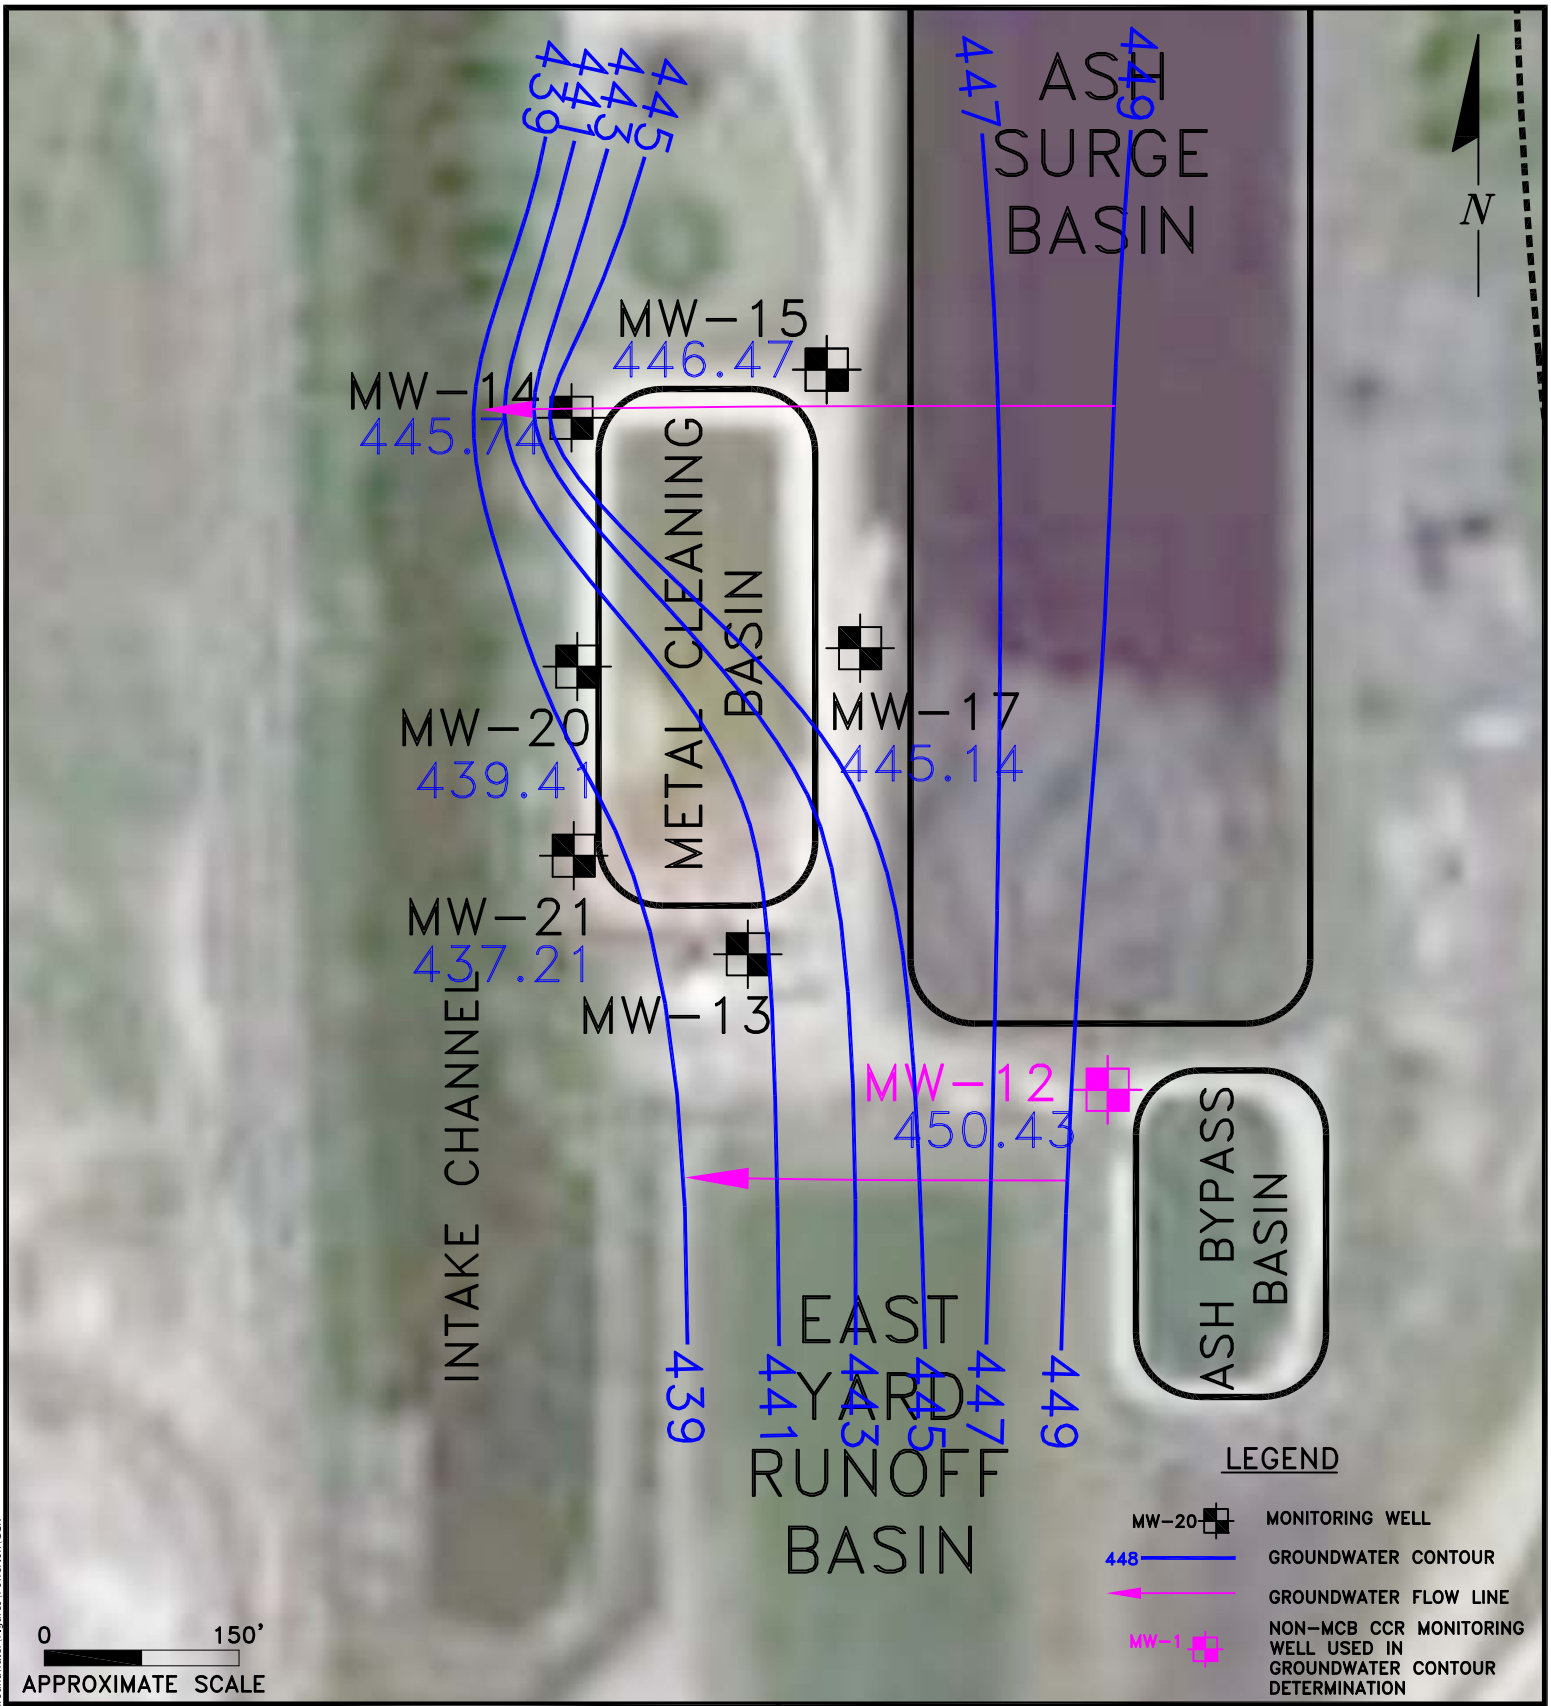 439
441
443
445
447
449
ASH
SURGE
BASIN
N
MW-15
446.47
MW-14
445.74
METAL CLEANING
BASIN
MW-17
445.14
MW-20
439.41
MW-21
437.21
MW-13
INTAKE CHANNEL
MW-12
450.43
ASH BYPASS
BASIN
EAST
YARD
RUNOFF
BASIN
439
441
443
445
447
449
LEGEND
MW-20 MONITORING WELL
448 GROUNDWATER CONTOUR
GROUNDWATER FLOW LINE
MW-1 NON-MCB CCR MONITORING
WELL USED IN
GROUNDWATER CONTOUR
DETERMINATION
0 150'
APPROXIMATE SCALE